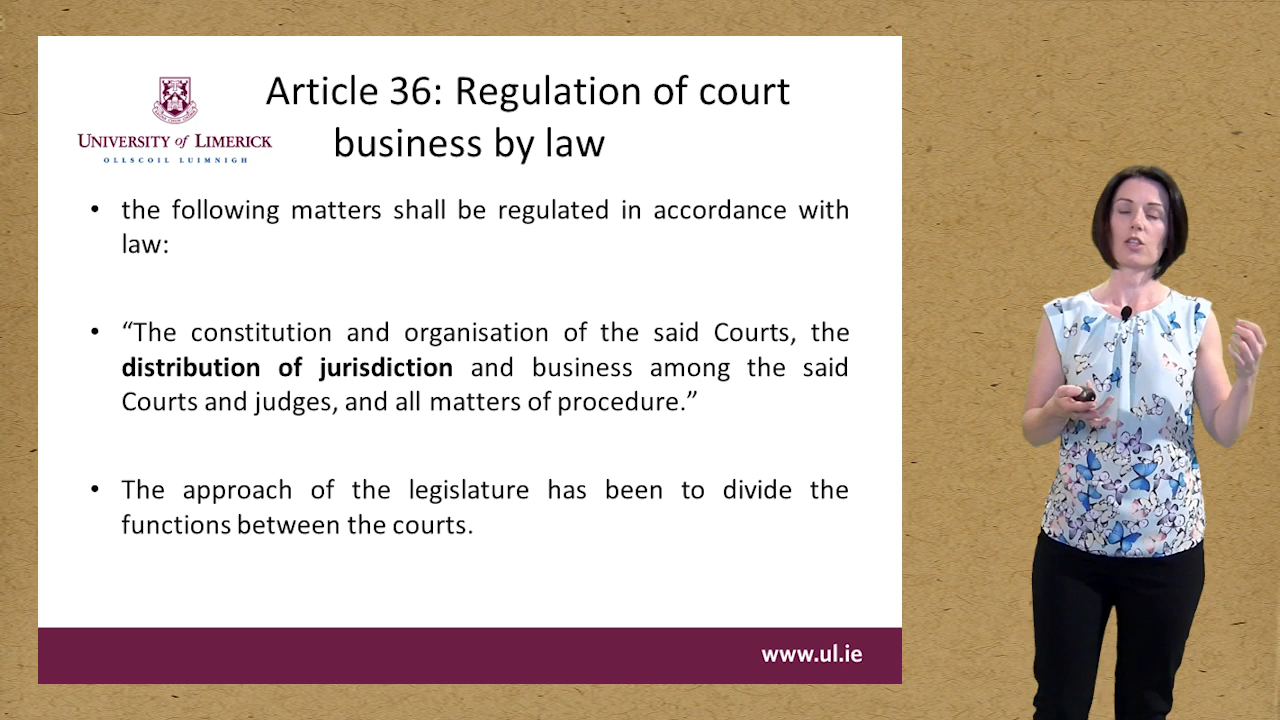 Article 36: Regulation of court
business by law
UNIVERSITY of LIMERICK
OLLSCOIL LUIMNIGH
• the following matters shall be regulated in accordance with
law:
• “The constitution and organisation of the said Courts, the
distribution of jurisdiction and business among the said
Courts and judges, and all matters of procedure.”
• The approach of the legislature has been to divide the
functions between the courts.
www.ul.ie